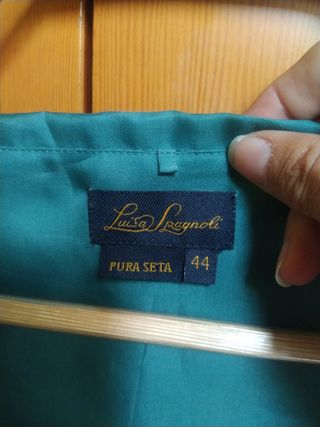 Luisa Spagnoli
PURA SETA 44